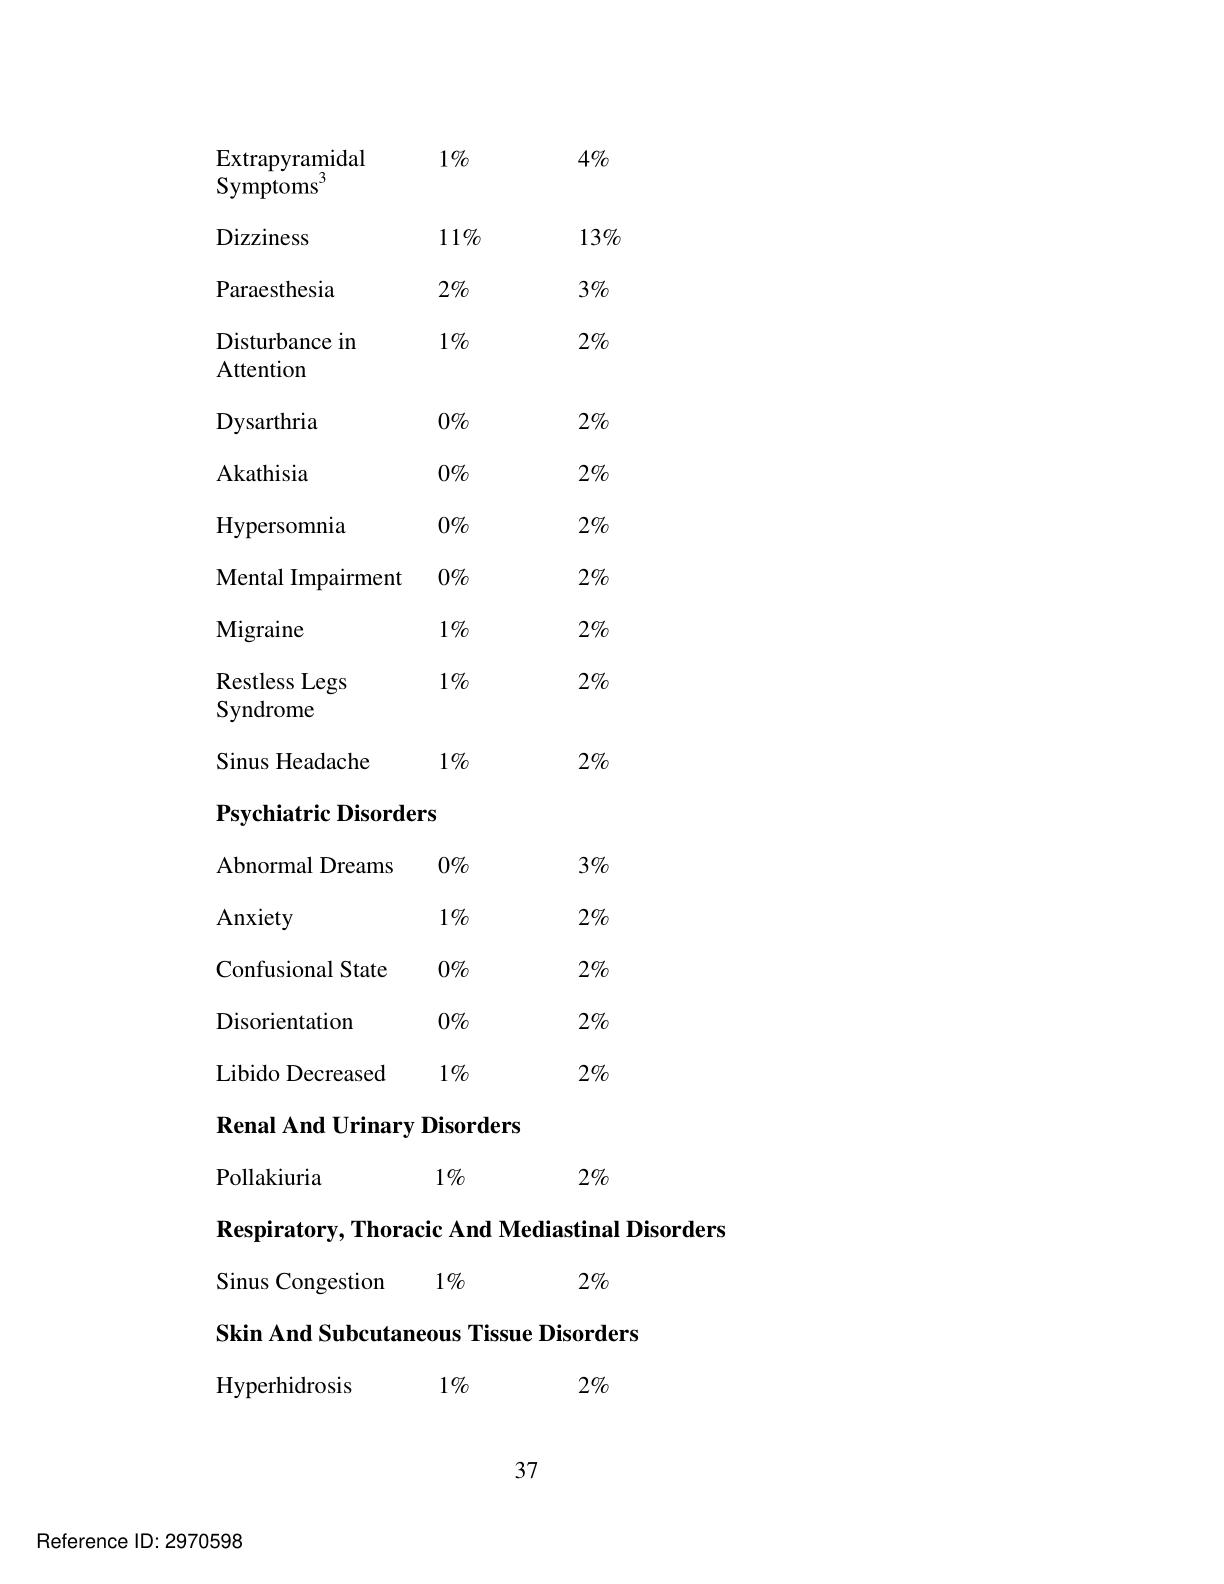 Extrapyramidal 1% 4%
Symptoms3
Dizziness 11% 13%
Paraesthesia 2% 3%
Disturbance in 1% 2%
Attention
Dysarthria 0% 2%
Akathisia 0% 2%
Hypersomnia 0% 2%
Mental Impairment 0% 2%
Migraine 1% 2%
Restless Legs 1% 2%
Syndrome
Sinus Headache 1% 2%
Psychiatric Disorders
Abnormal Dreams 0% 3%
Anxiety 1% 2%
Confusional State 0% 2%
Disorientation 0% 2%
Libido Decreased 1% 2%
Renal And Urinary Disorders
Pollakiuria 1% 2%
Respiratory, Thoracic And Mediastinal Disorders
Sinus Congestion 1% 2%
Skin And Subcutaneous Tissue Disorders
Hyperhidrosis 1% 2%
37
Reference ID: 2970598